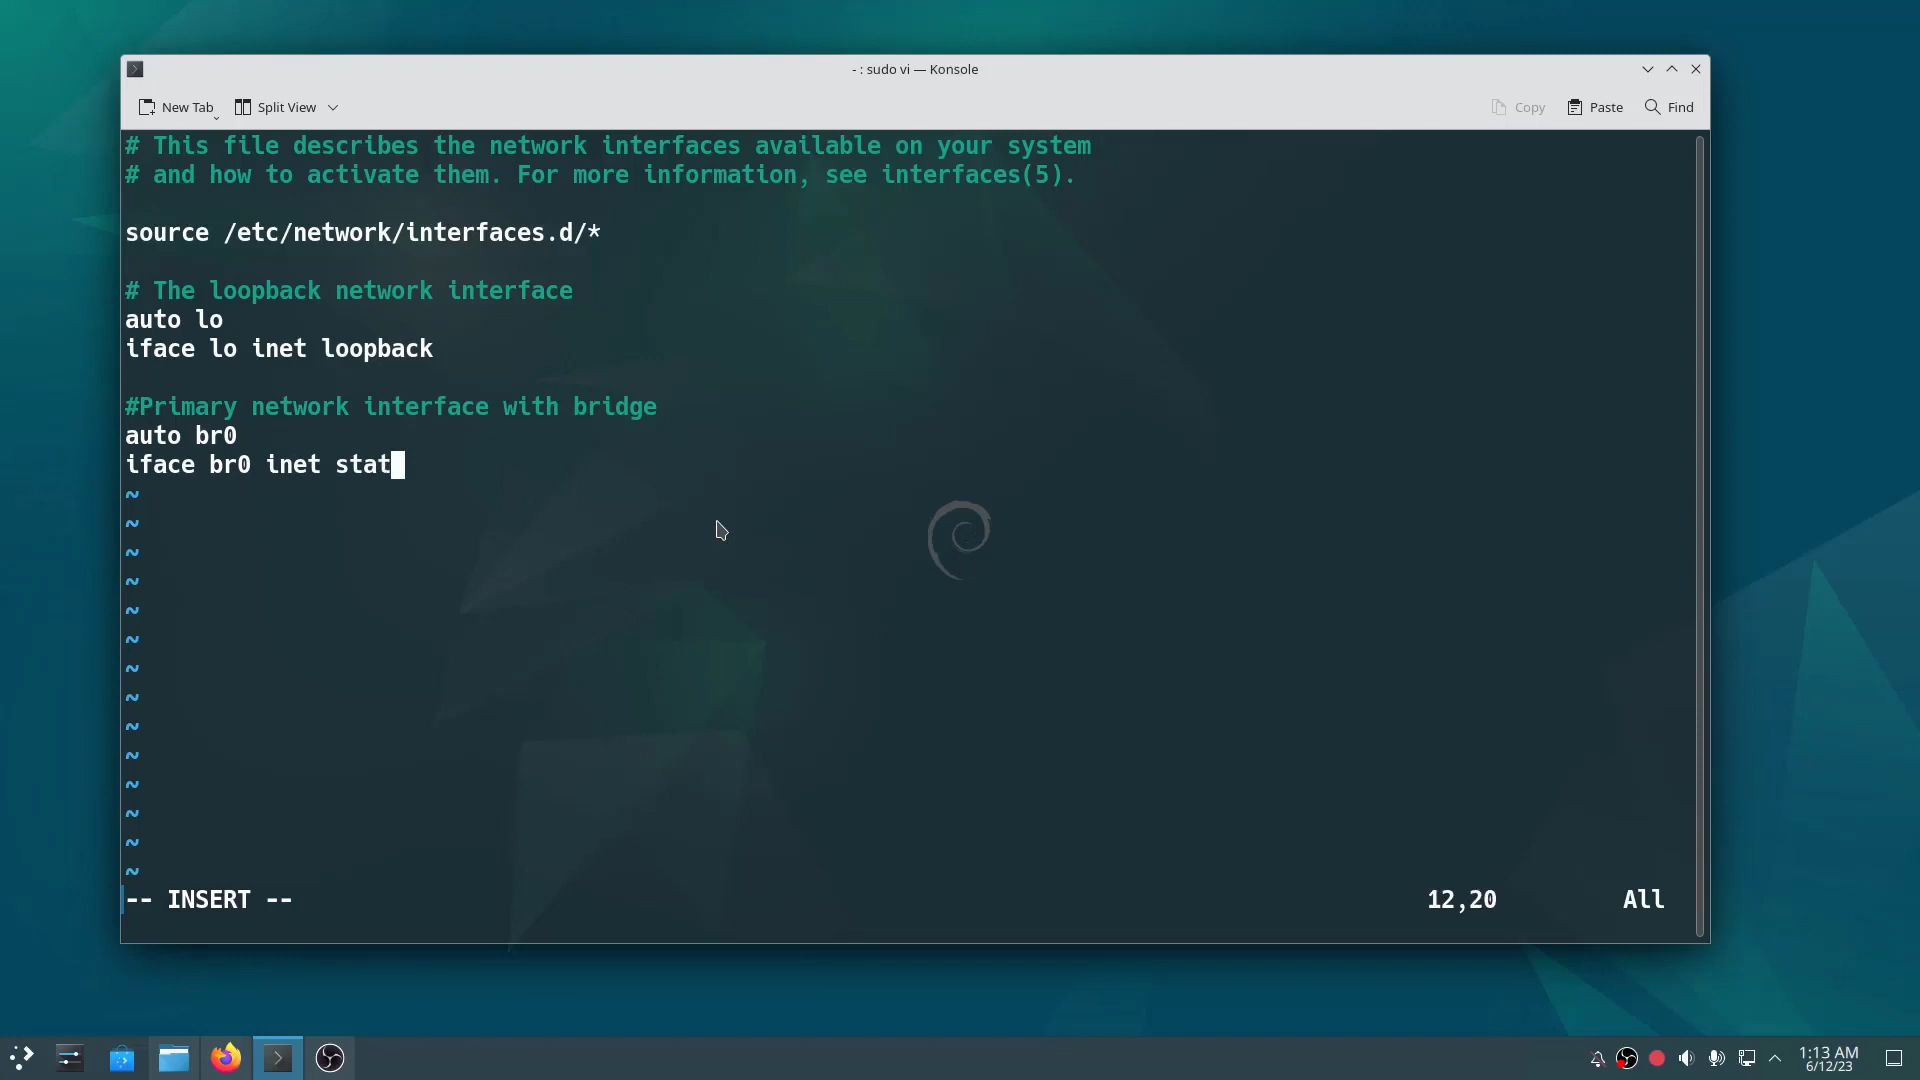 - : sudo vi — Konsole
New Tab
Split View
Copy
Paste
Find
# This file describes the network interfaces available on your system
# and how to activate them. For more information, see interfaces(5).
source /etc/network/interfaces.d/*
# The loopback network interface
auto lo
iface lo inet loopback
#Primary network interface with bridge
auto br0
iface br0 inet stat
~
~
~
~
~
~
~
~
~
~
~
~
~
~
-- INSERT --
12,20
All
1:13 AM
6/12/23